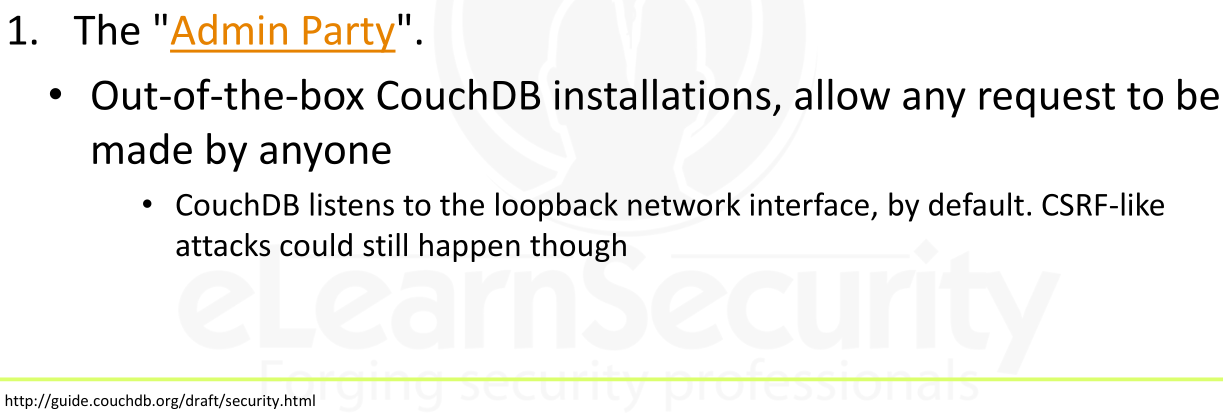 1. The "Admin Party".
• Out-of-the-box CouchDB installations, allow any request to be
made by anyone
• CouchDB listens to the loopback network interface, by default. CSRF-like
attacks could still happen though
eLearnSecurity
Forging security professionals
http://guide.couchdb.org/draft/security.html